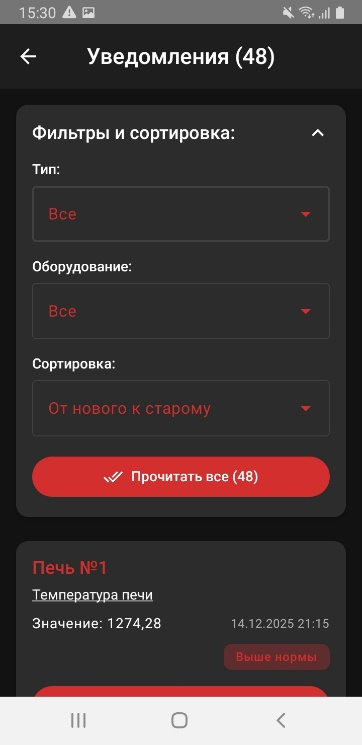 15:30
Уведомления (48)
Фильтры и сортировка:
Тип:
Все
Оборудование:
Все
Сортировка:
От нового к старому
Прочитать все (48)
Печь №1
Температура печи
Значение: 1274,28
14.12.2025 21:15
Выше нормы